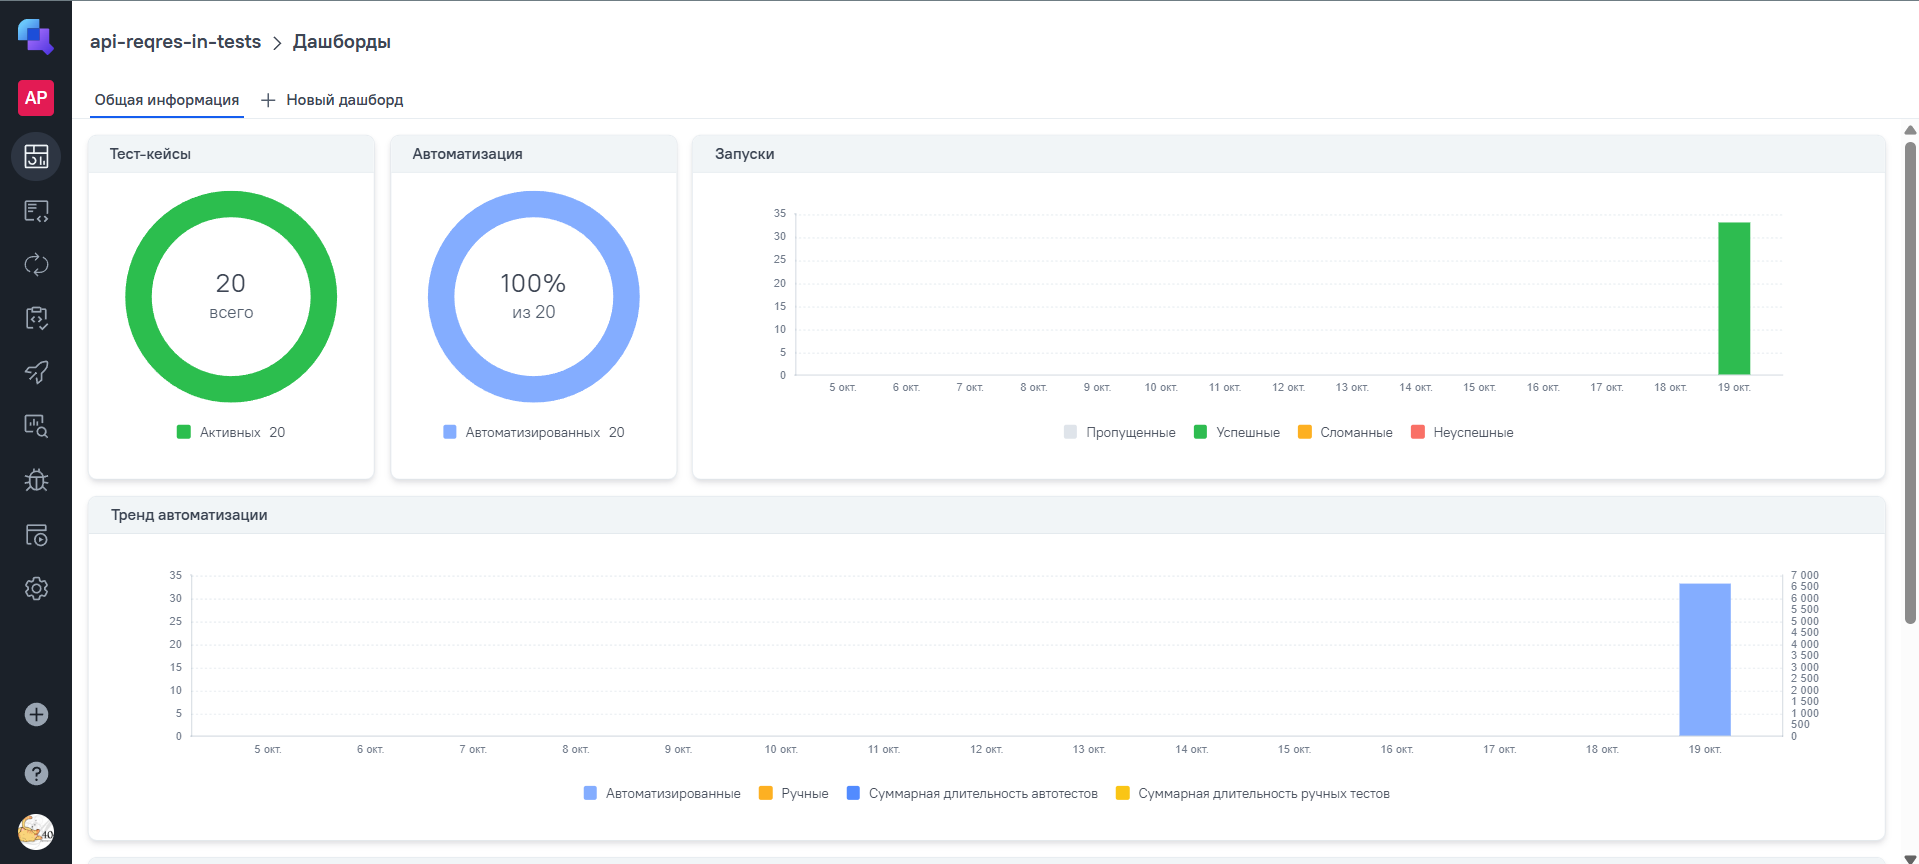 api-reqres-in-tests > Дашборды
AP
Общая информация + Новый дашборд
Тест-кейсы
20
всего
Активных 20
Автоматизация
100%
из 20
Автоматизированных 20
Запуски
35
30
25
20
15
10
5
0
5 окт. 6 окт. 7 окт. 8 окт. 9 окт. 10 окт. 11 окт. 12 окт. 13 окт. 14 окт. 15 окт. 16 окт. 17 окт. 18 окт. 19 окт.
Пропущенные Успешные Сломанные Неуспешные
Тренд автоматизации
35
30
25
20
15
10
5
0
7 000
6 500
6 000
5 500
5 000
4 500
4 000
3 500
3 000
2 500
2 000
1 500
1 000
500
0
5 окт. 6 окт. 7 окт. 8 окт. 9 окт. 10 окт. 11 окт. 12 окт. 13 окт. 14 окт. 15 окт. 16 окт. 17 окт. 18 окт. 19 окт.
Автоматизированные Ручные Суммарная длительность автотестов Суммарная длительность ручных тестов